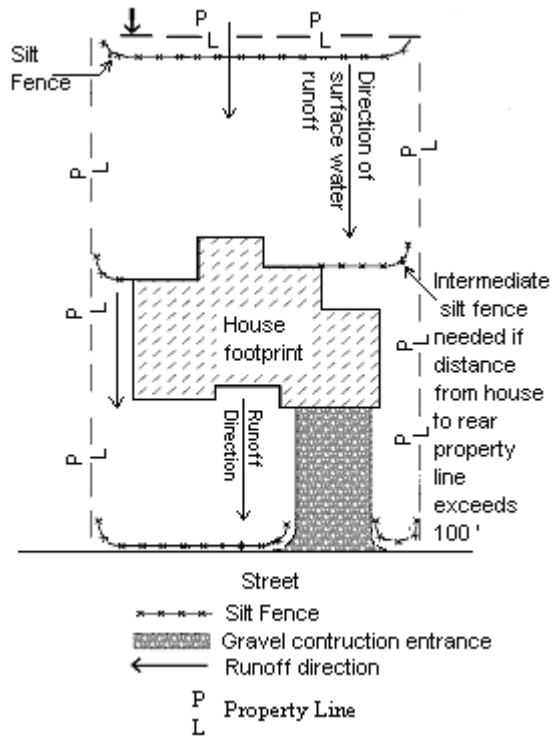 P
L
P
L
Silt
Fence
Direction of
surface water
runoff
P
L
P
L
Intermediate
silt fence
needed if
distance
from house
to rear
property
line
exceeds
100 '
P
L
House
footprint
P
L
Runoff
Direction
P
L
P
L
Street
Silt Fence
Gravel contruction entrance
Runoff direction
P
L
Property Line